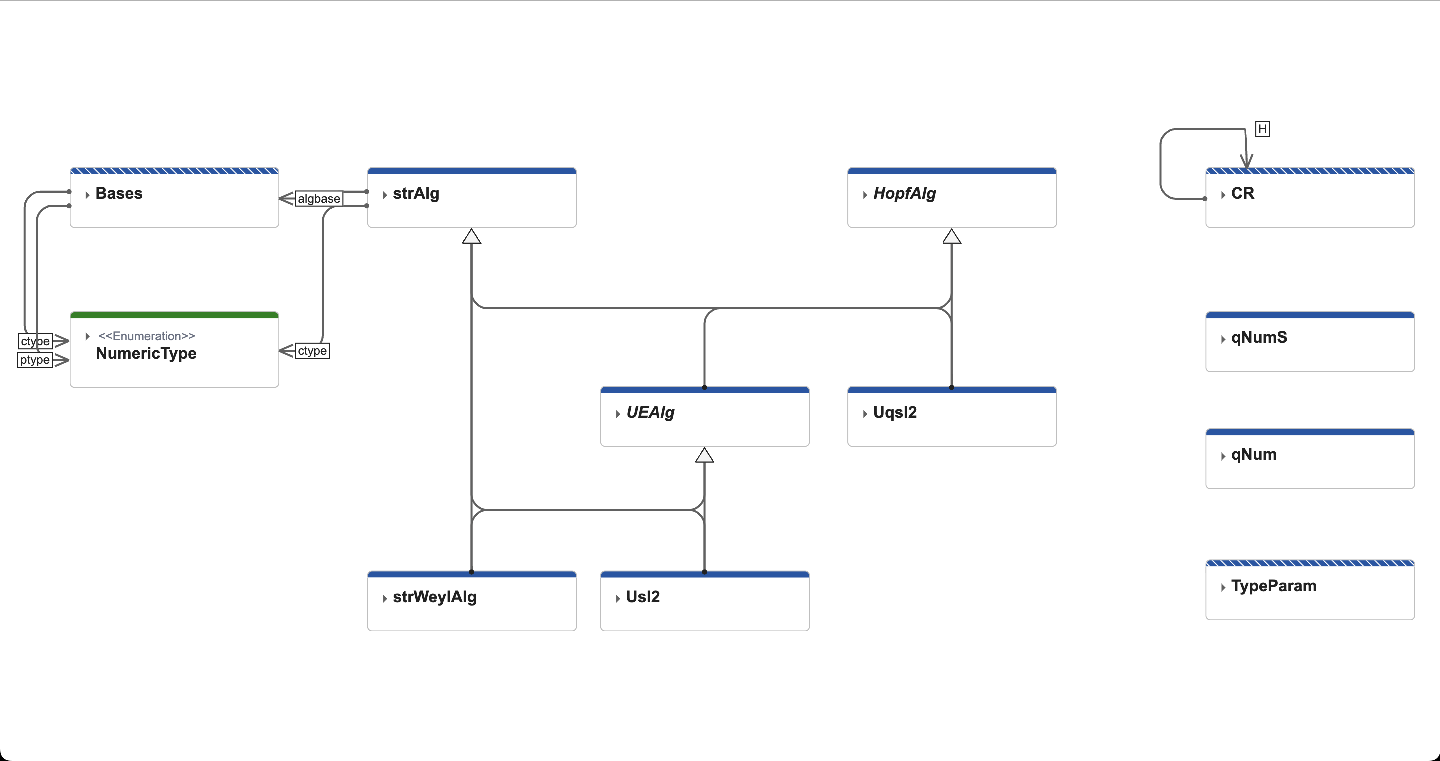 H
Bases
algbase
strAlg
HopfAlg
CR
<<Enumeration>>
NumericType
ctype
ptype
ctype
qNumS
UEAlg
Uqsl2
qNum
strWeylAlg
Usl2
TypeParam